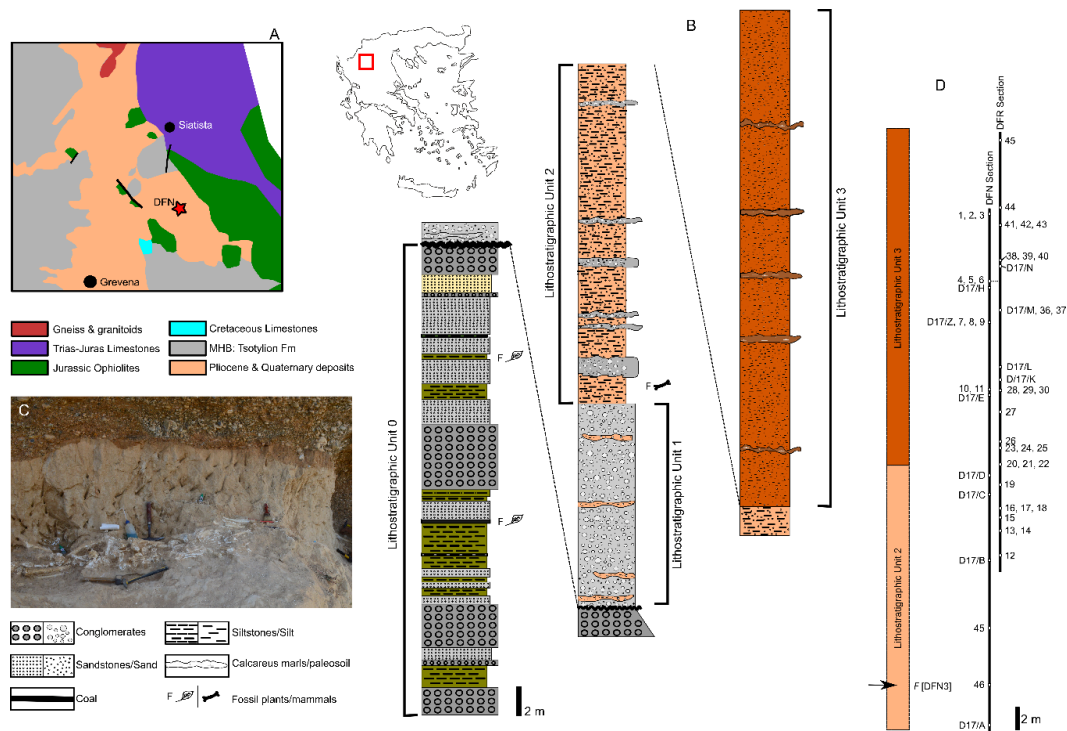 A
Siatista
DFN
Grevena
Gneiss & granitoids
Trias-Juras Limestones
Jurassic Ophiolites
Cretaceous Limestones
MHB: Tsotylion Fm
Pliocene & Quaternary deposits
C
Conglomerates
Sandstones/Sand
Coal
Siltstones/Silt
Calcareus marls/paleosoil
F
Fossil plants/mammals
B
Lithostratigraphic Unit 0
F
F
2 m
Lithostratigraphic Unit 2
F
Lithostratigraphic Unit 1
Lithostratigraphic Unit 3
D
Lithostratigraphic Unit 3
Lithostratigraphic Unit 2
DFN Section
DFR Section
45
44
1, 2, 3
41, 42, 43
38, 39, 40
D17/N
4, 5, 6
D17/H
D17/M, 36, 37
D17/Z, 7, 8, 9
D17/L
D/17/K
10, 11
28, 29, 30
D17/E
27
26
23, 24, 25
20, 21, 22
D17/D
19
D17/C
16, 17, 18
15
13, 14
12
D17/B
45
46
F [DFN3]
D17/A
2 m